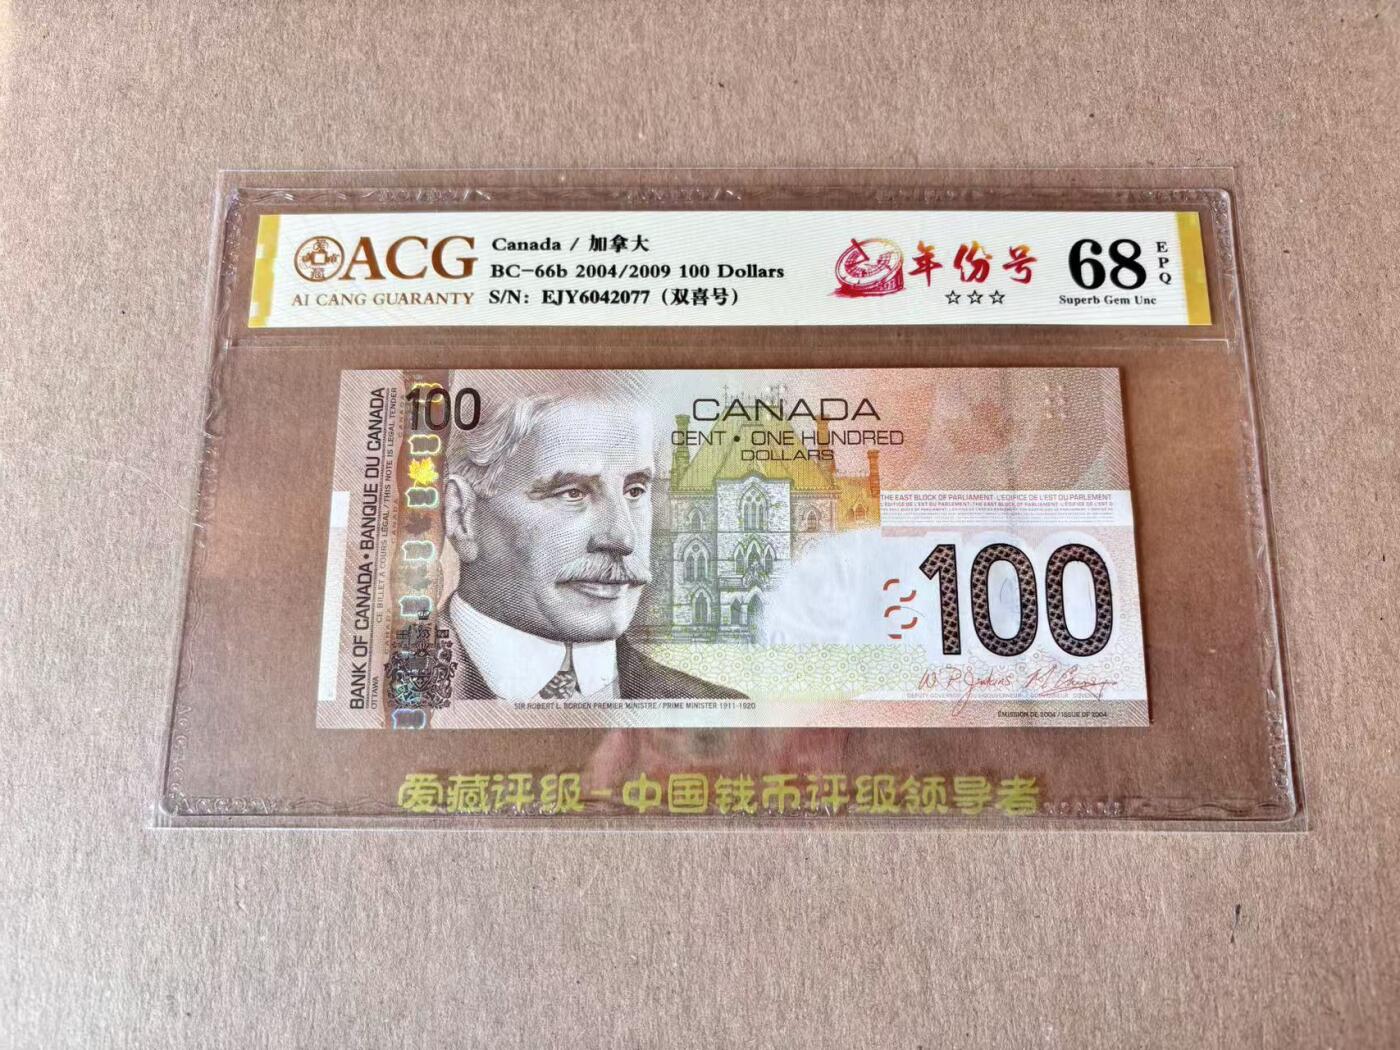 ACG
AI CANG GUARANTY
Canada / 加拿大
BC-66b 2004/2009 100 Dollars
S/N: EJY6042077（双喜号）
年份号
☆☆☆
68
EPQ
Superb Gem Unc
100
BANK OF CANADA • BANQUE DU CANADA
OTTAWA
CE BILLET A COURS LÉGAL / THIS NOTE IS LEGAL TENDER
CANADA
CENT • ONE HUNDRED
DOLLARS
THE EAST BLOCK OF PARLIAMENT · L'ÉDIFICE DE L'EST DU PARLEMENT
100
SIR ROBERT L. BORDEN PREMIER MINISTRE / PRIME MINISTER 1911-1920
ÉMISSION DE 2004 / ISSUE OF 2004
爱藏评级-中国钱币评级领导者